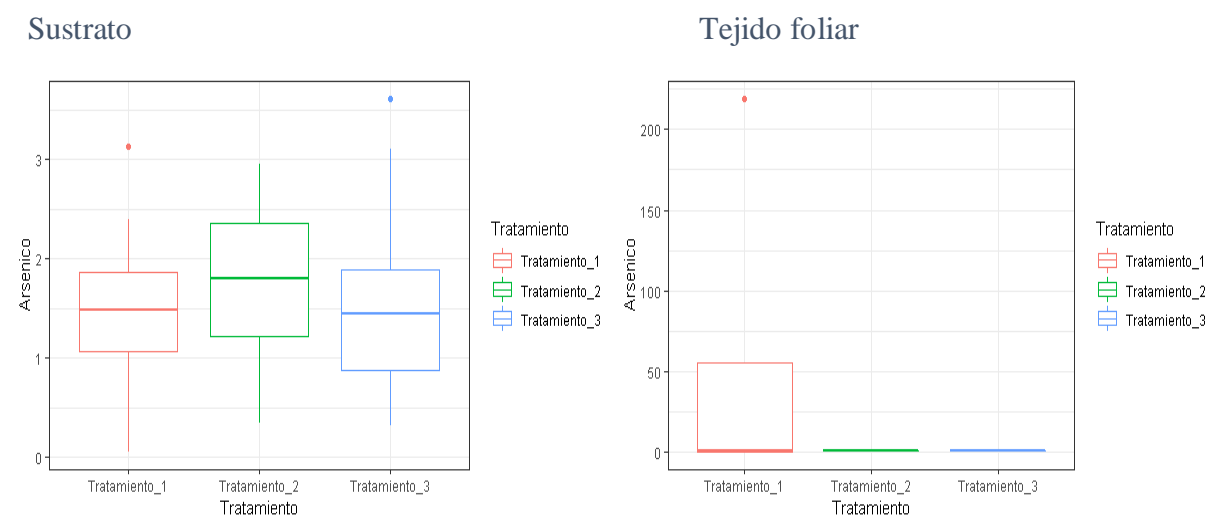 Sustrato
Arsenico
3
2
1
0
Tratamiento_1 Tratamiento_2 Tratamiento_3
Tratamiento
Tratamiento
Tratamiento_1
Tratamiento_2
Tratamiento_3
Tejido foliar
Arsenico
200
150
100
50
0
Tratamiento_1 Tratamiento_2 Tratamiento_3
Tratamiento
Tratamiento
Tratamiento_1
Tratamiento_2
Tratamiento_3